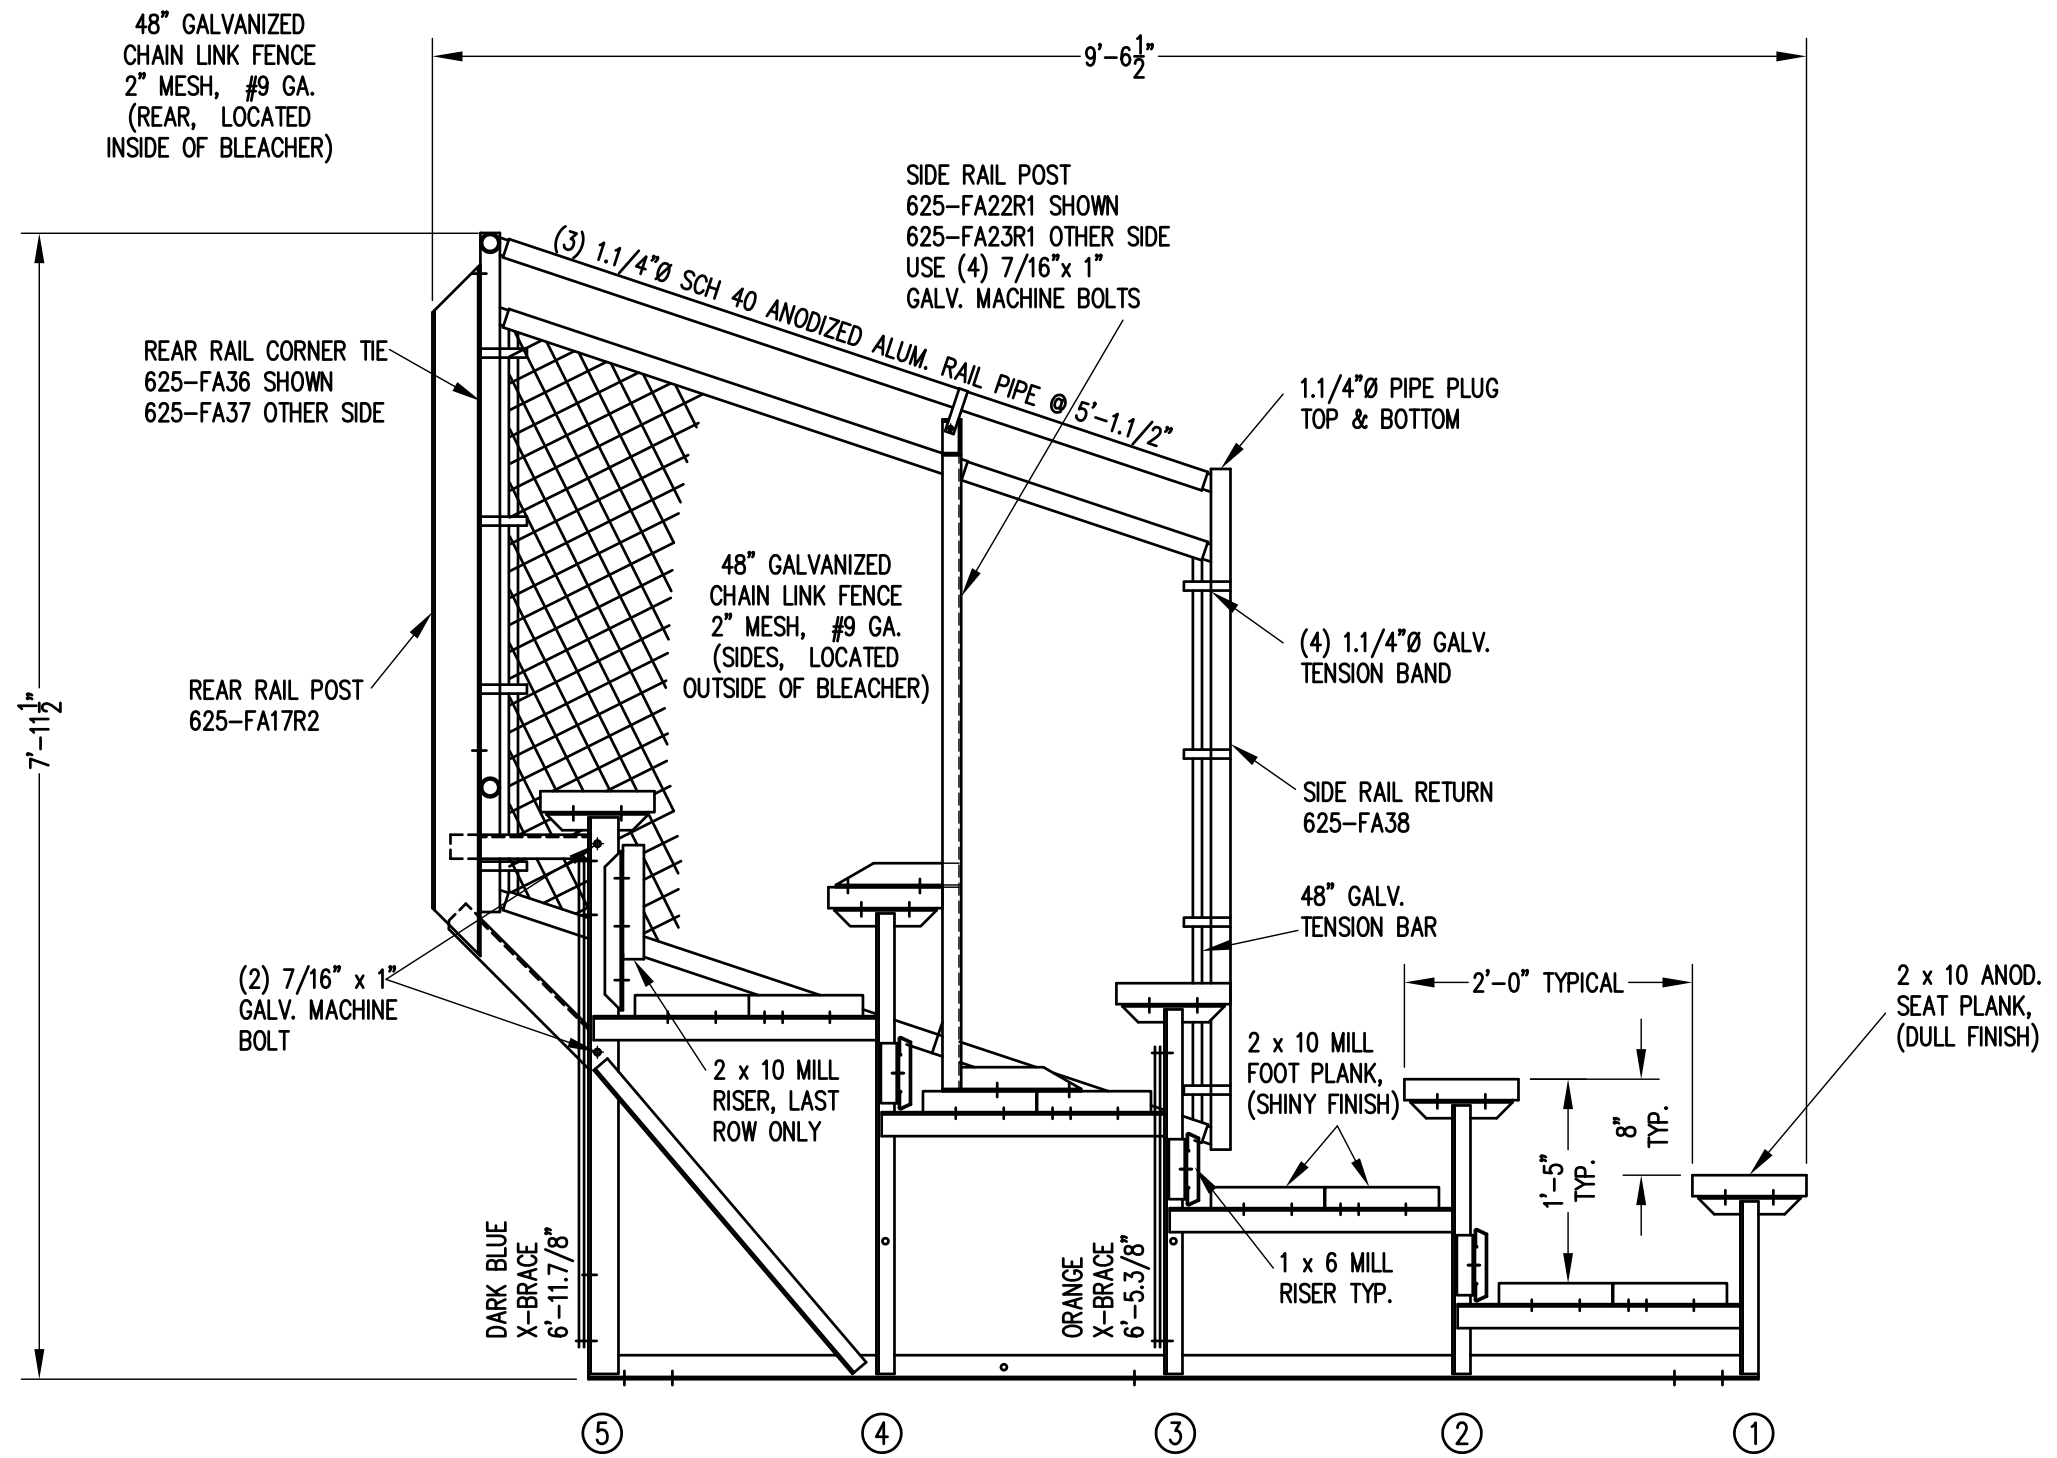 48" GALVANIZED
CHAIN LINK FENCE
2" MESH, #9 GA.
(REAR, LOCATED
INSIDE OF BLEACHER)
9'-6 1/2"
SIDE RAIL POST
625-FA22R1 SHOWN
625-FA23R1 OTHER SIDE
USE (4) 7/16"x 1"
GALV. MACHINE BOLTS
(3) 1.1/4"Ø SCH 40 ANODIZED ALUM. RAIL PIPE @ 5'-1.1/2"
REAR RAIL CORNER TIE
625-FA36 SHOWN
625-FA37 OTHER SIDE
1.1/4"Ø PIPE PLUG
TOP & BOTTOM
48" GALVANIZED
CHAIN LINK FENCE
2" MESH, #9 GA.
(SIDES, LOCATED
OUTSIDE OF BLEACHER)
(4) 1.1/4"Ø GALV.
TENSION BAND
REAR RAIL POST
625-FA17R2
7'-11 1/2"
SIDE RAIL RETURN
625-FA38
48" GALV.
TENSION BAR
(2) 7/16" x 1"
GALV. MACHINE
BOLT
2'-0" TYPICAL
2 x 10 ANOD.
SEAT PLANK,
(DULL FINISH)
2 x 10 MILL
RISER, LAST
ROW ONLY
2 x 10 MILL
FOOT PLANK,
(SHINY FINISH)
8"
TYP.
1'-5"
TYP.
DARK BLUE
X-BRACE
6'-11.7/8"
ORANGE
X-BRACE
6'-5.3/8"
1 x 6 MILL
RISER TYP.
5
4
3
2
1